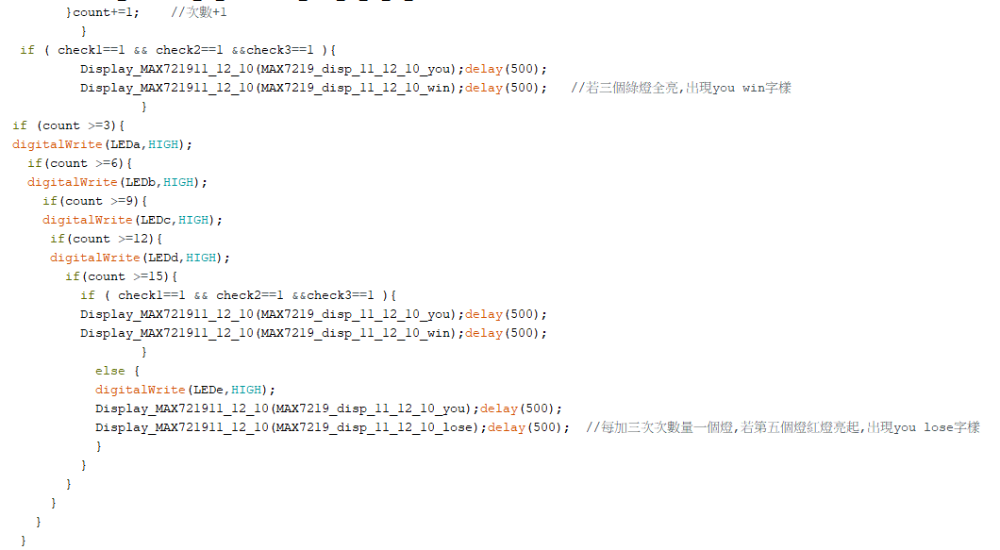 }count+=1;    //次數+1
}
if ( check1==1 && check2==1 &&check3==1 ){
Display_MAX721911_12_10(MAX7219_disp_11_12_10_you);delay(500);
Display_MAX721911_12_10(MAX7219_disp_11_12_10_win);delay(500);   //若三個綠燈全亮,出現you win字樣
}
if (count >=3){
digitalWrite(LEDa,HIGH);
if(count >=6){
digitalWrite(LEDb,HIGH);
if(count >=9){
digitalWrite(LEDc,HIGH);
if(count >=12){
digitalWrite(LEDd,HIGH);
if(count >=15){
if ( check1==1 && check2==1 &&check3==1 ){
Display_MAX721911_12_10(MAX7219_disp_11_12_10_you);delay(500);
Display_MAX721911_12_10(MAX7219_disp_11_12_10_win);delay(500);
}
else {
digitalWrite(LEDe,HIGH);
Display_MAX721911_12_10(MAX7219_disp_11_12_10_you);delay(500);
Display_MAX721911_12_10(MAX7219_disp_11_12_10_lose);delay(500);  //每加三次次數量一個燈,若第五個燈紅燈亮起,出現you lose字樣
}
}
}
}
}
}